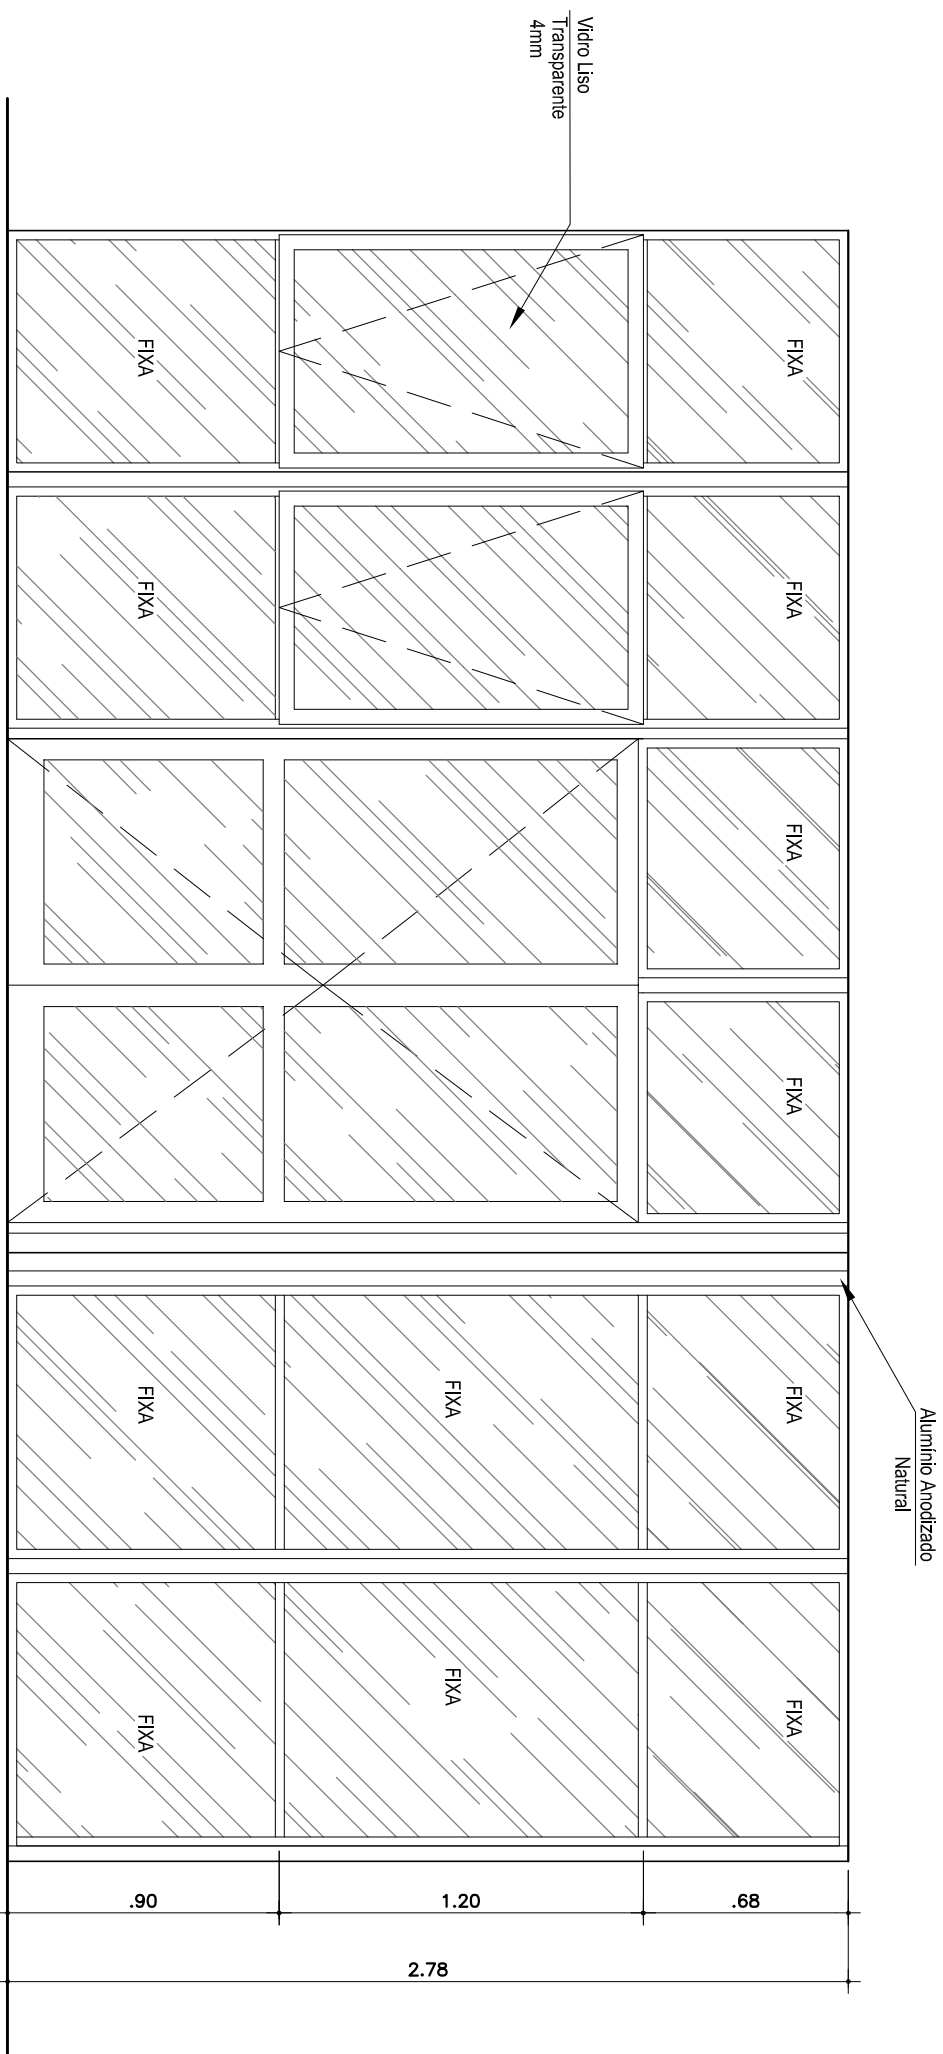 Alumínio Anodizado
Natural
FIXA
FIXA
FIXA
FIXA
FIXA
FIXA
.68
Vidro Liso
Transparente
4mm
FIXA
FIXA
1.20
2.78
FIXA
FIXA
FIXA
FIXA
.90